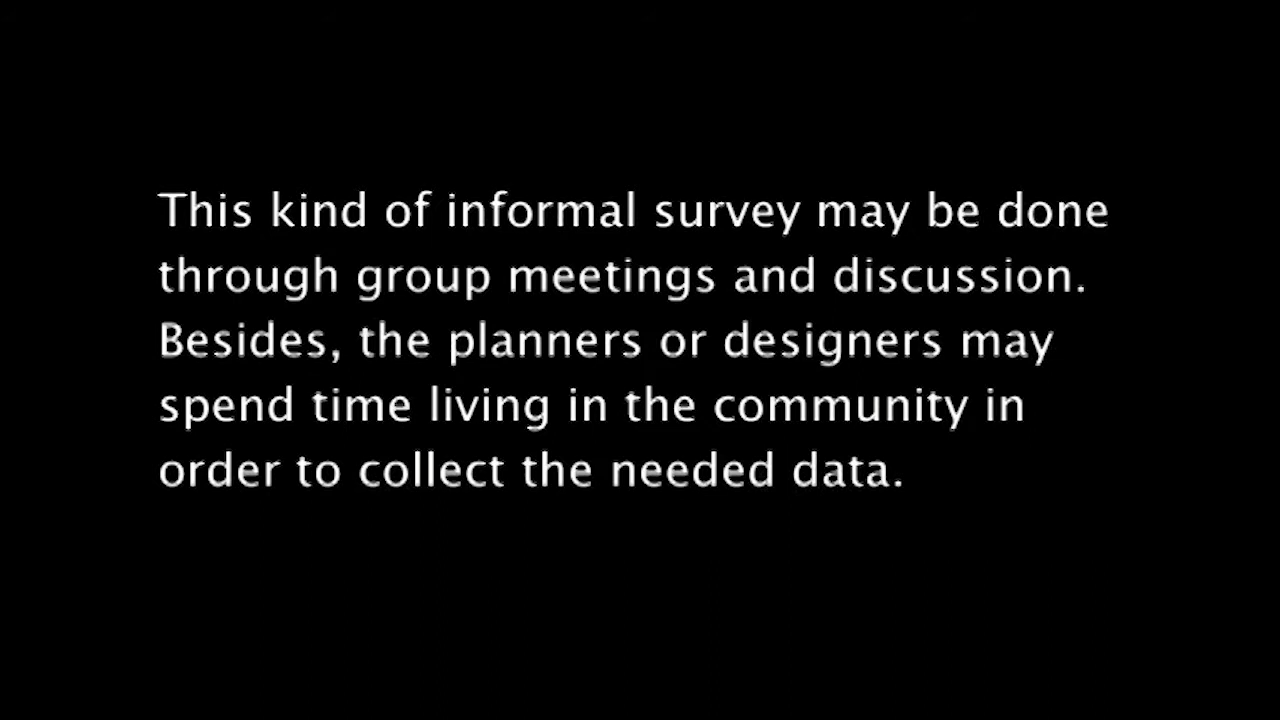 This kind of informal survey may be done
through group meetings and discussion.
Besides, the planners or designers may
spend time living in the community in
order to collect the needed data.